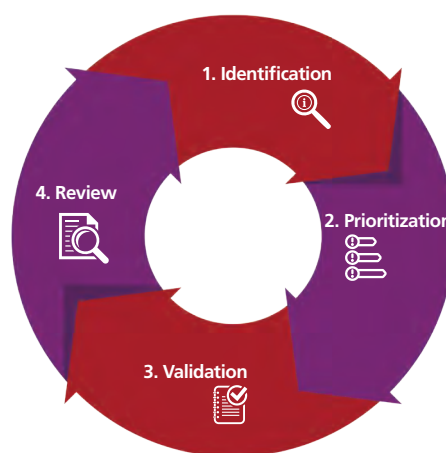 1. Identification
2. Prioritization
3. Validation
4. Review